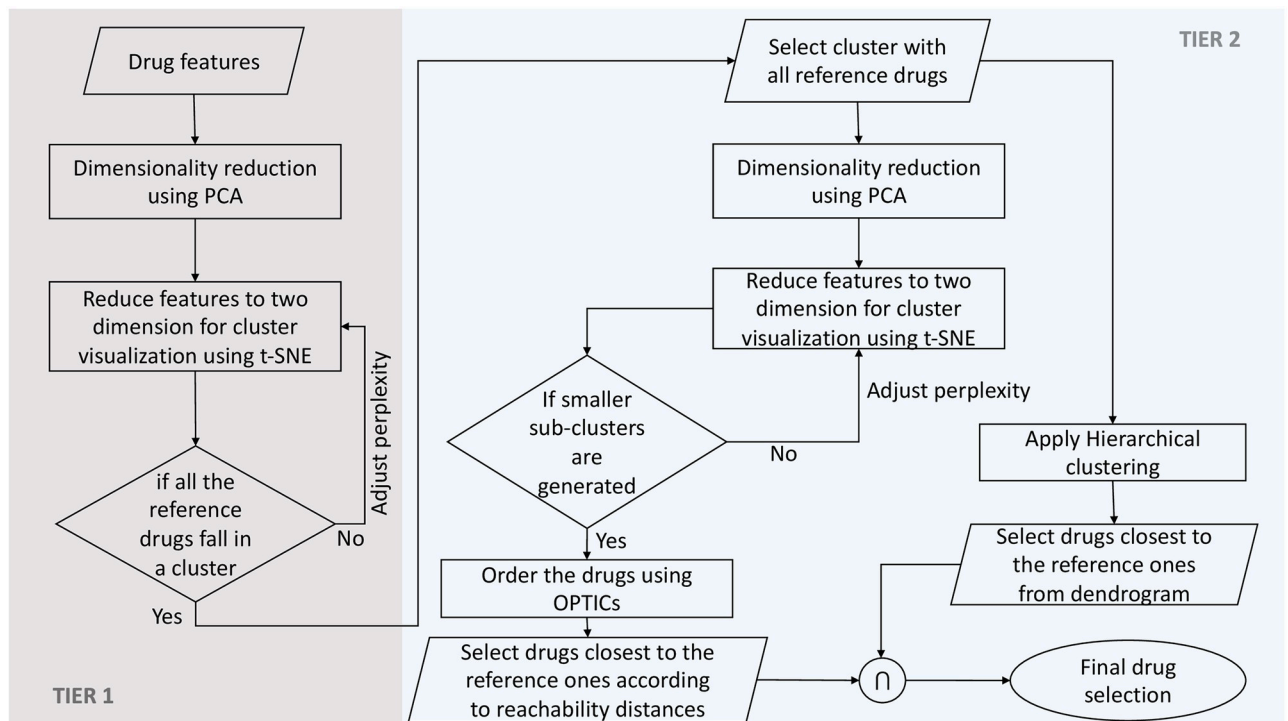 Drug features
Dimensionality reduction
using PCA
Reduce features to two
dimension for cluster
visualization using t-SNE
Adjust perplexity
if all the
reference
drugs fall in
a cluster
No
Yes
TIER 1
TIER 2
Select cluster with
all reference drugs
Dimensionality reduction
using PCA
Reduce features to two
dimension for cluster
visualization using t-SNE
Adjust perplexity
If smaller
sub-clusters
are
generated
No
Yes
Order the drugs using
OPTICs
Select drugs closest to the
reference ones according
to reachability distances
Apply Hierarchical
clustering
Select drugs closest to
the reference ones
from dendrogram
∩
Final drug
selection